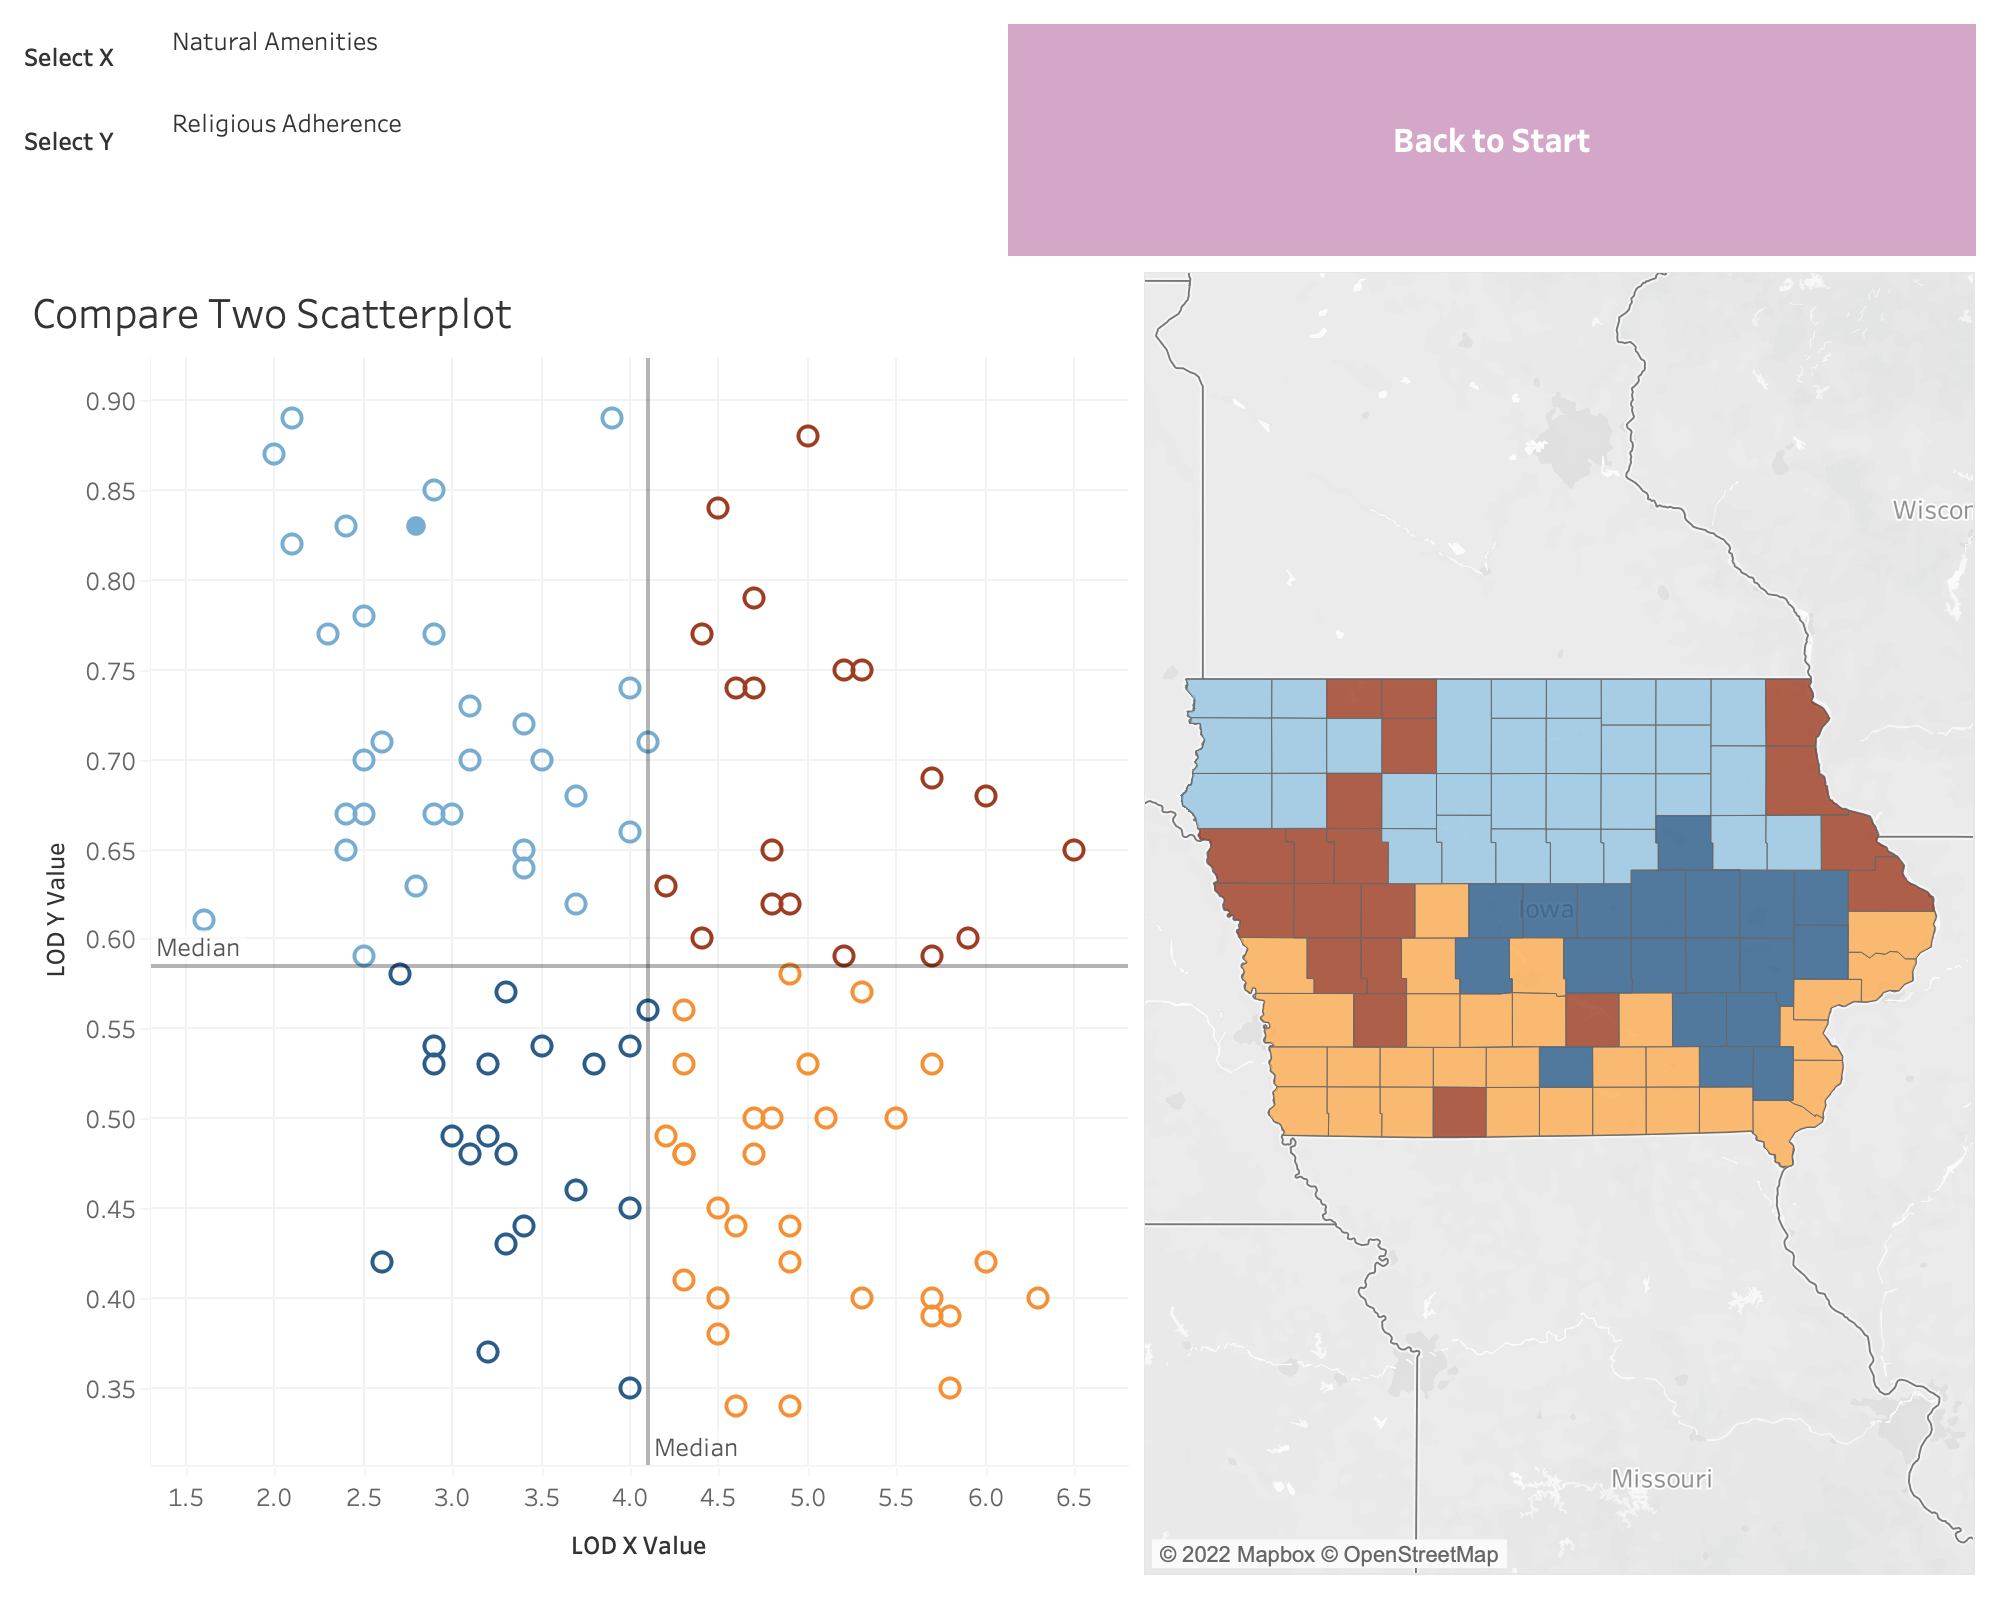 Select X
Natural Amenities
Select Y
Religious Adherence
Back to Start
Compare Two Scatterplot
0.90
0.85
0.80
0.75
0.70
0.65
0.60
0.55
0.50
0.45
0.40
0.35
LOD Y Value
Median
Median
1.5 2.0 2.5 3.0 3.5 4.0 4.5 5.0 5.5 6.0 6.5
LOD X Value
Wiscon
Iowa
Missouri
© 2022 Mapbox © OpenStreetMap